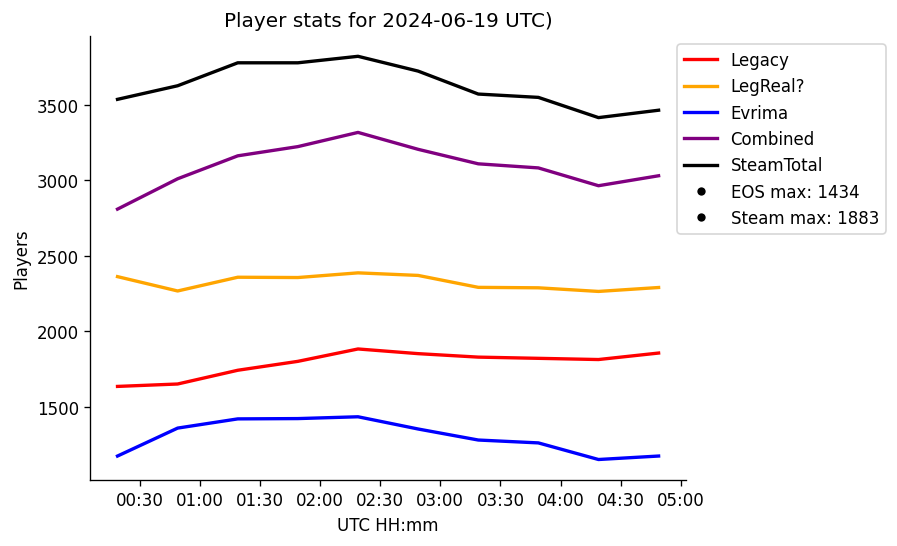 Player stats for 2024-06-19 UTC)
Legacy
LegReal?
Evrima
Combined
SteamTotal
EOS max: 1434
Steam max: 1883
Players
3500
3000
2500
2000
1500
00:30 01:00 01:30 02:00 02:30 03:00 03:30 04:00 04:30 05:00
UTC HH:mm